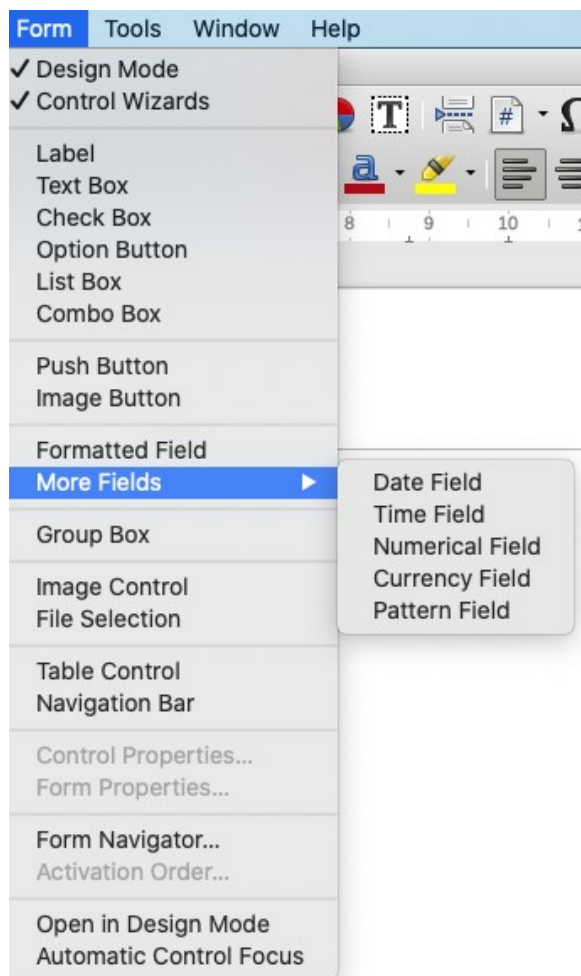 Form Tools Window Help
✓ Design Mode
✓ Control Wizards
Label
Text Box
Check Box
Option Button
List Box
Combo Box
Push Button
Image Button
Formatted Field
More Fields ▶
Date Field
Time Field
Numerical Field
Currency Field
Pattern Field
Group Box
Image Control
File Selection
Table Control
Navigation Bar
Control Properties...
Form Properties...
Form Navigator...
Activation Order...
Open in Design Mode
Automatic Control Focus
T # Ω
a
8 9 10